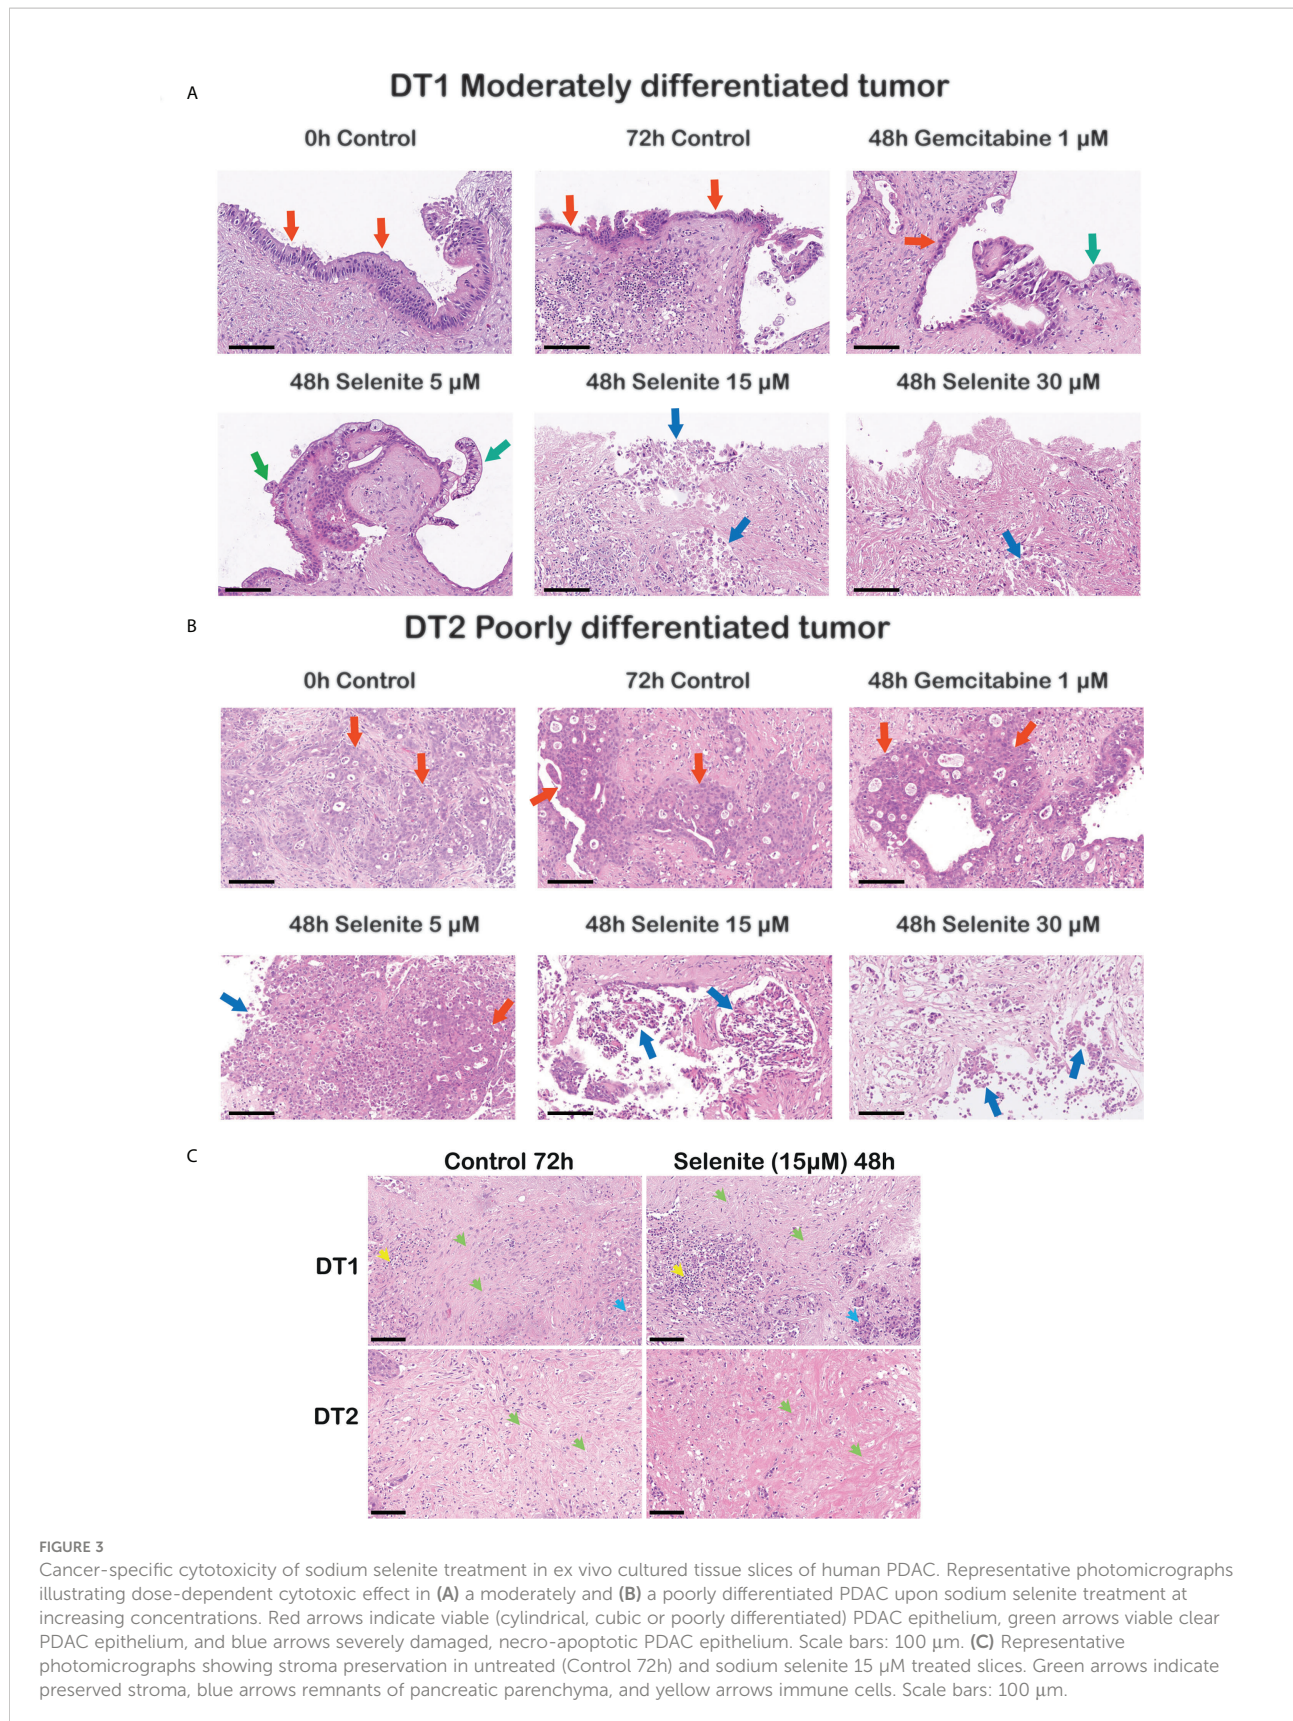 A
DT1 Moderately differentiated tumor
0h Control
72h Control
48h Gemcitabine 1 µM
48h Selenite 5 µM
48h Selenite 15 µM
48h Selenite 30 µM
B
DT2 Poorly differentiated tumor
0h Control
72h Control
48h Gemcitabine 1 µM
48h Selenite 5 µM
48h Selenite 15 µM
48h Selenite 30 µM
C
Control 72h
Selenite (15µM) 48h
DT1
DT2
FIGURE 3
Cancer-specific cytotoxicity of sodium selenite treatment in ex vivo cultured tissue slices of human PDAC. Representative photomicrographs
illustrating dose-dependent cytotoxic effect in (A) a moderately and (B) a poorly differentiated PDAC upon sodium selenite treatment at
increasing concentrations. Red arrows indicate viable (cylindrical, cubic or poorly differentiated) PDAC epithelium, green arrows viable clear
PDAC epithelium, and blue arrows severely damaged, necro-apoptotic PDAC epithelium. Scale bars: 100 µm. (C) Representative
photomicrographs showing stroma preservation in untreated (Control 72h) and sodium selenite 15 µM treated slices. Green arrows indicate
preserved stroma, blue arrows remnants of pancreatic parenchyma, and yellow arrows immune cells. Scale bars: 100 µm.